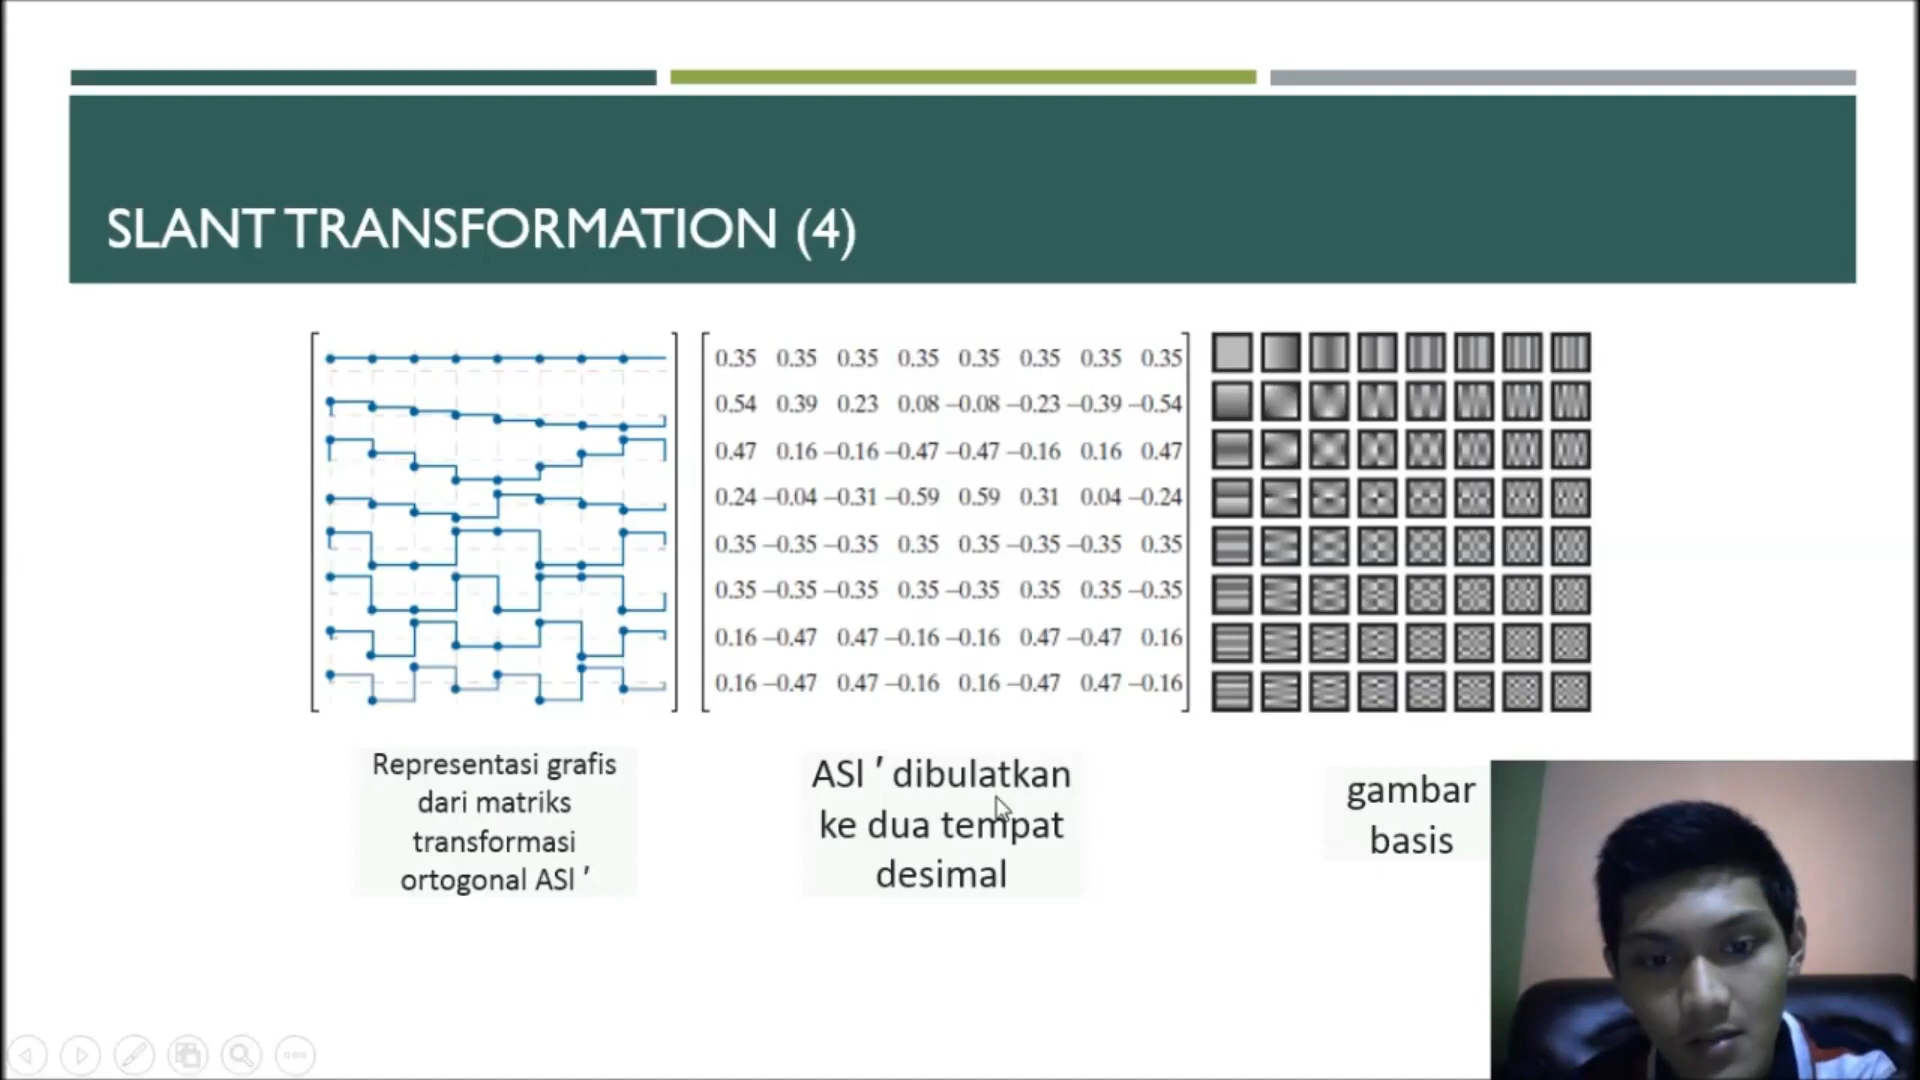 SLANT TRANSFORMATION (4)
0.35 0.35 0.35 0.35 0.35 0.35 0.35 0.35
0.54 0.39 0.23 0.08 –0.08 –0.23 –0.39 –0.54
0.47 0.16 –0.16 –0.47 –0.47 –0.16 0.16 0.47
0.24 –0.04 –0.31 –0.59 0.59 0.31 0.04 –0.24
0.35 –0.35 –0.35 0.35 0.35 –0.35 –0.35 0.35
0.35 –0.35 –0.35 0.35 –0.35 0.35 0.35 –0.35
0.16 –0.47 0.47 –0.16 –0.16 0.47 –0.47 0.16
0.16 –0.47 0.47 –0.16 0.16 –0.47 0.47 –0.16
Representasi grafis
dari matriks
transformasi
ortogonal ASl ′
ASl ′ dibulatkan
ke dua tempat
desimal
gambar
basis